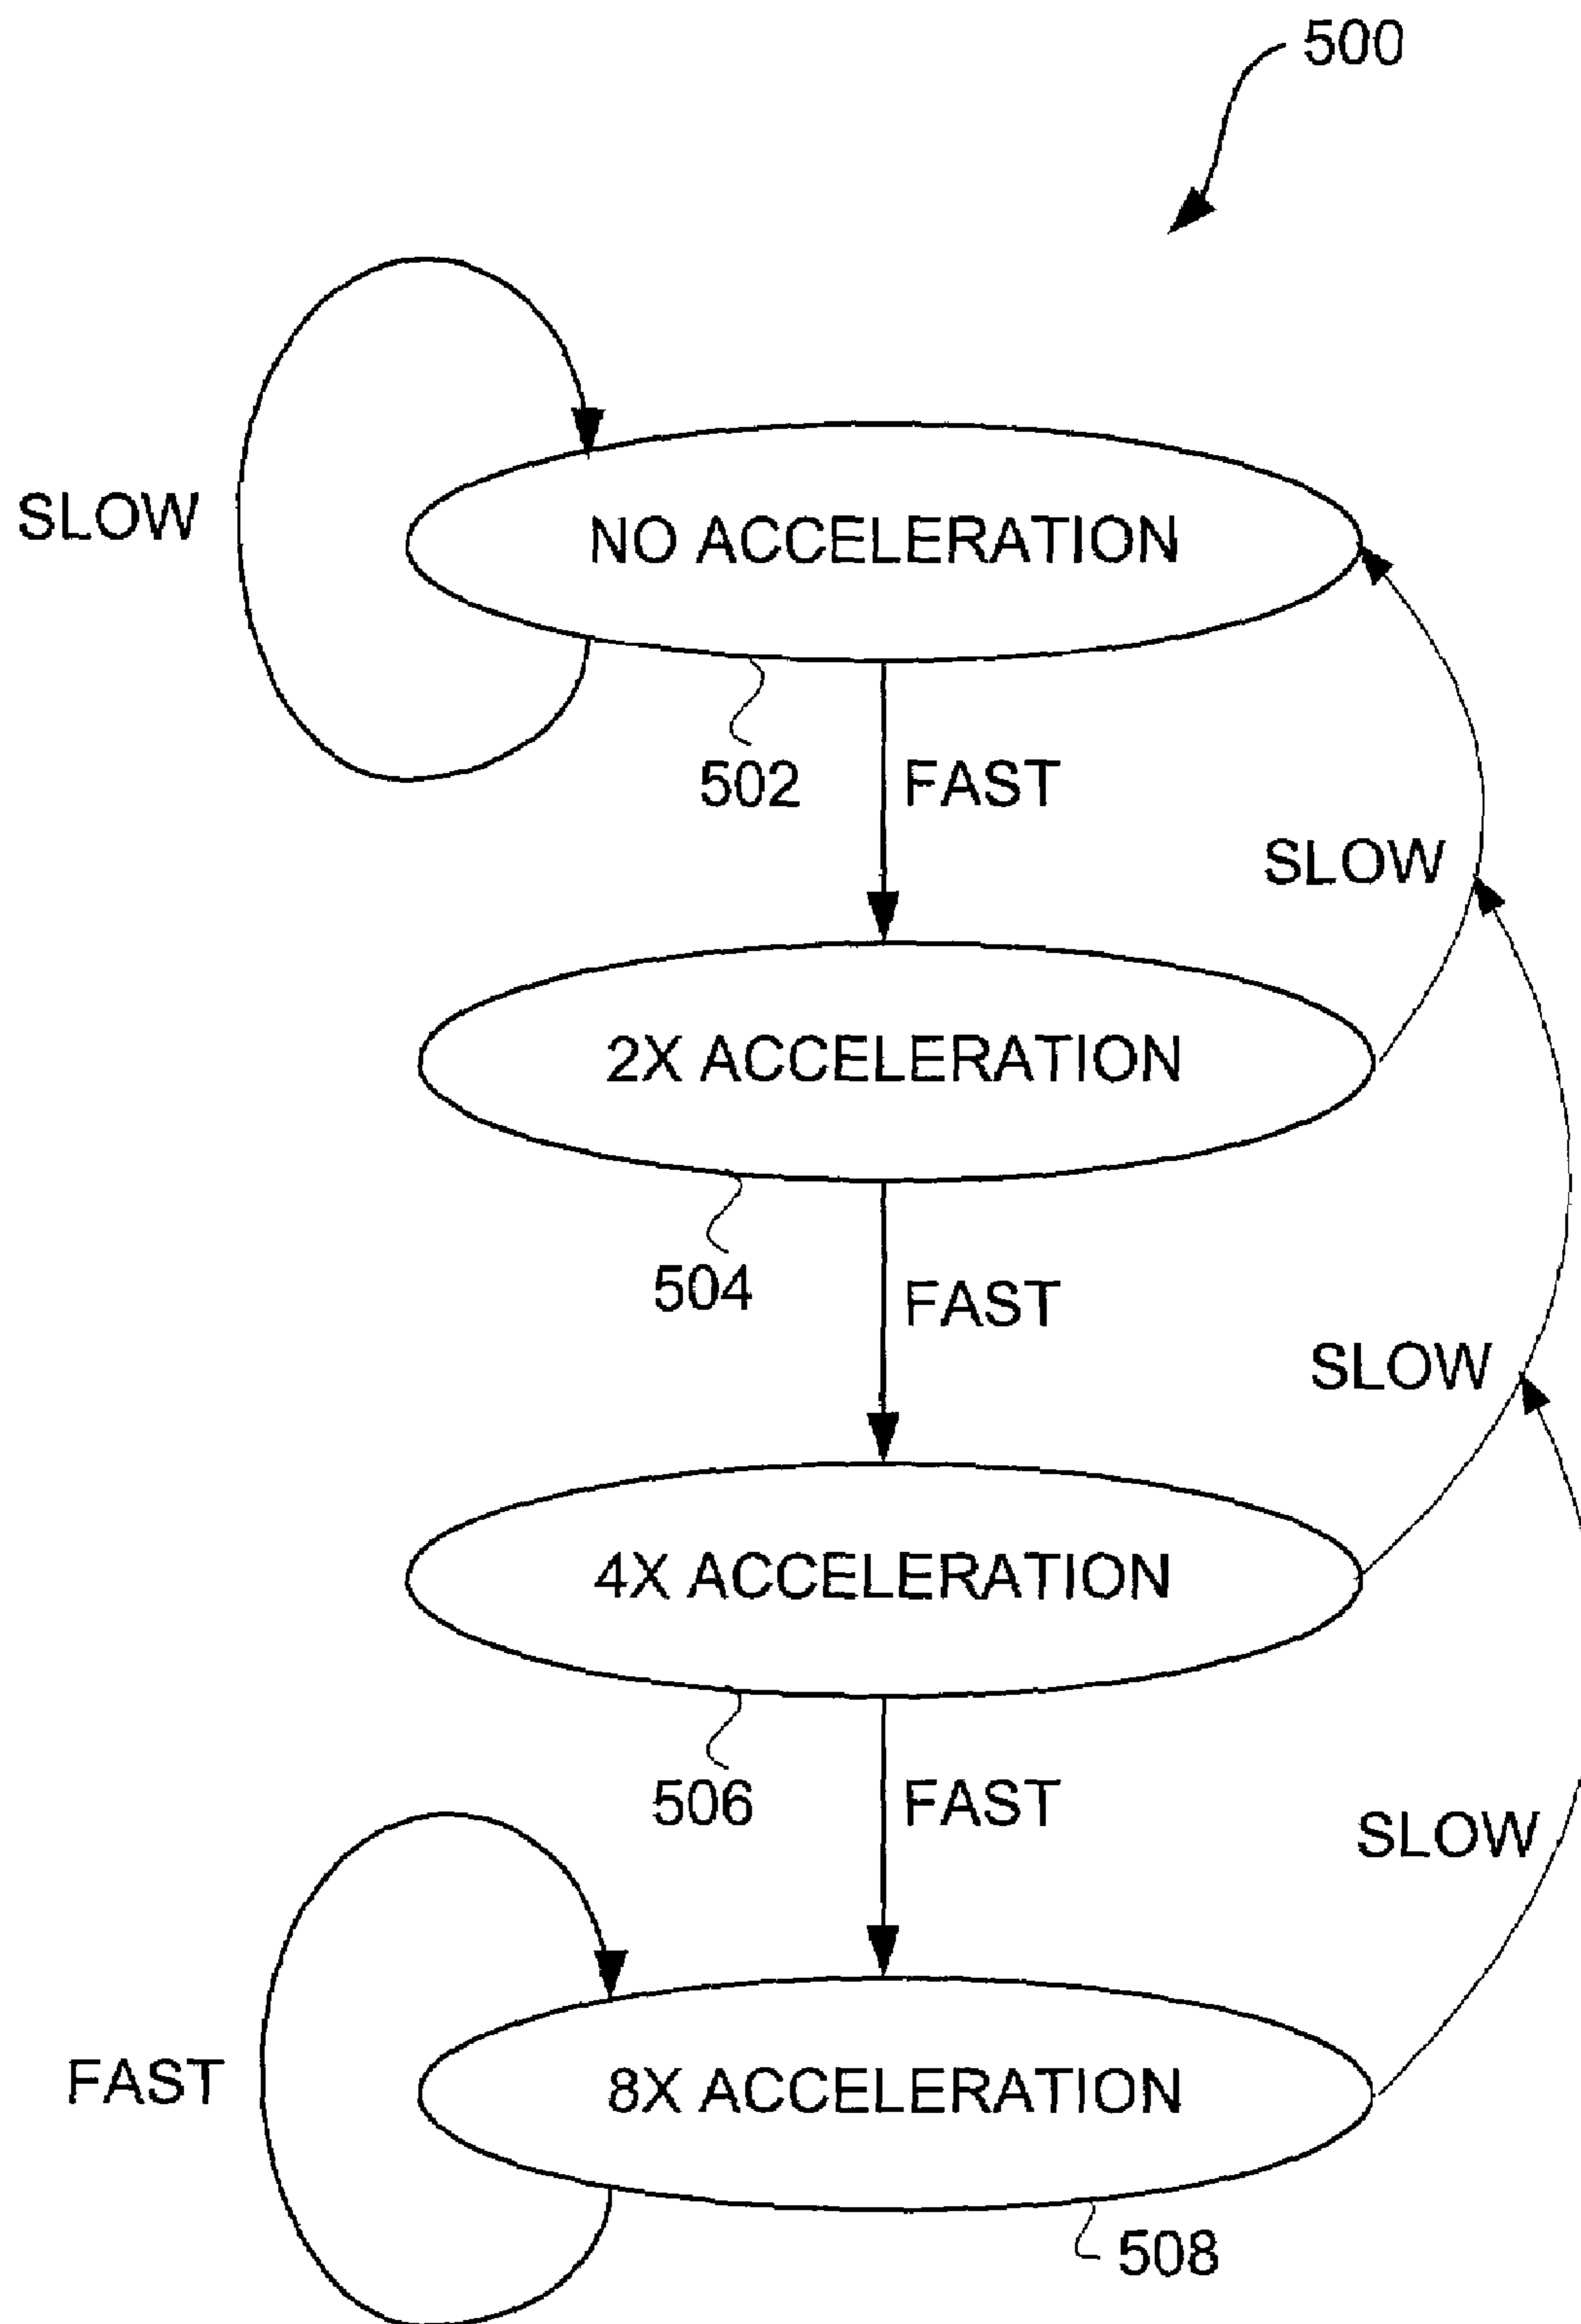 500
SLOW
NO ACCELERATION
502
FAST
SLOW
2X ACCELERATION
504
FAST
SLOW
4X ACCELERATION
506
FAST
SLOW
FAST
8X ACCELERATION
508